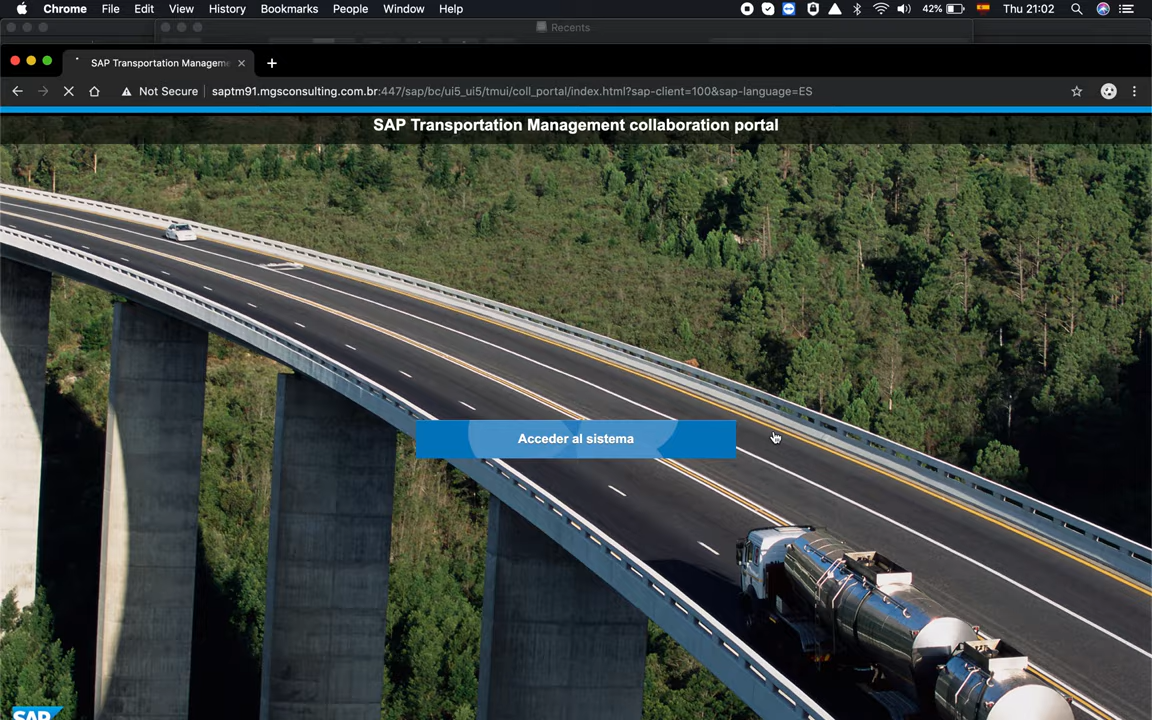 Chrome File Edit View History Bookmarks People Window Help 42% Thu 21:02
Recents
SAP Transportation Manageme
Not Secure saptm91.mgsconsulting.com.br:447/sap/bc/ui5_ui5/tmui/coll_portal/index.html?sap-client=100&sap-language=ES
SAP Transportation Management collaboration portal
Acceder al sistema
SAP